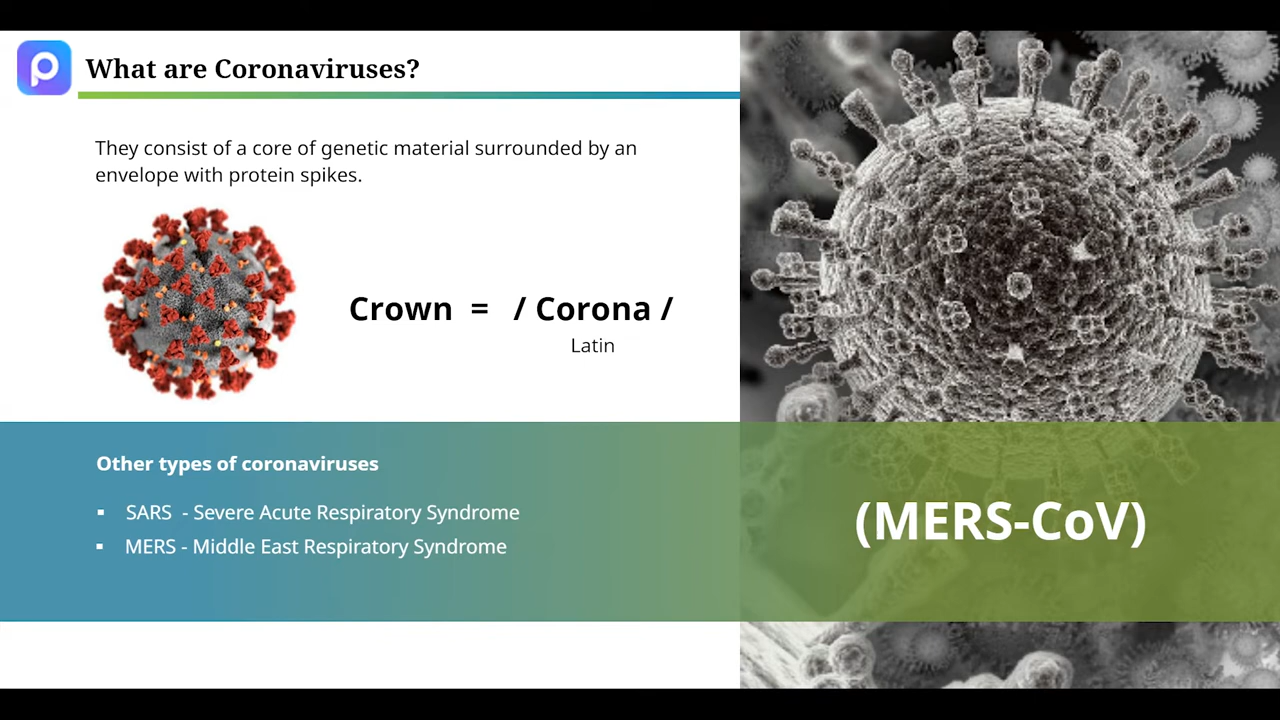 What are Coronaviruses?
They consist of a core of genetic material surrounded by an
envelope with protein spikes.
Crown = / Corona /
Latin
Other types of coronaviruses
▪ SARS - Severe Acute Respiratory Syndrome
▪ MERS - Middle East Respiratory Syndrome
(MERS-CoV)